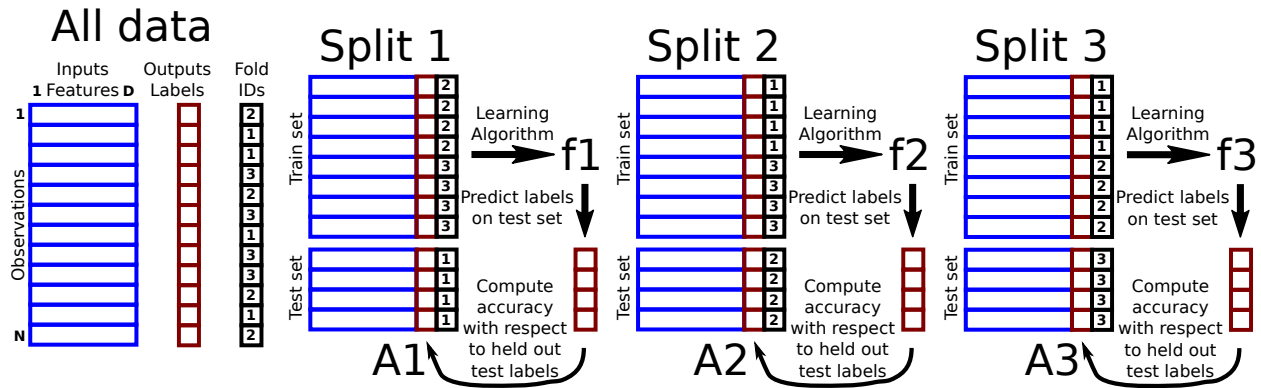 All data
Inputs
1 Features D
Outputs
Labels
Fold
IDs
Observations
1
N
2
1
1
3
2
3
1
3
3
2
1
2
Split 1
Train set
2
2
2
2
3
3
3
3
Learning
Algorithm
f1
Predict labels
on test set
Test set
1
1
1
1
Compute
accuracy
with respect
to held out
test labels
A1
Split 2
Train set
1
1
1
1
3
3
3
3
Learning
Algorithm
f2
Predict labels
on test set
Test set
2
2
2
2
Compute
accuracy
with respect
to held out
test labels
A2
Split 3
Train set
1
1
1
1
2
2
2
2
Learning
Algorithm
f3
Predict labels
on test set
Test set
3
3
3
3
Compute
accuracy
with respect
to held out
test labels
A3